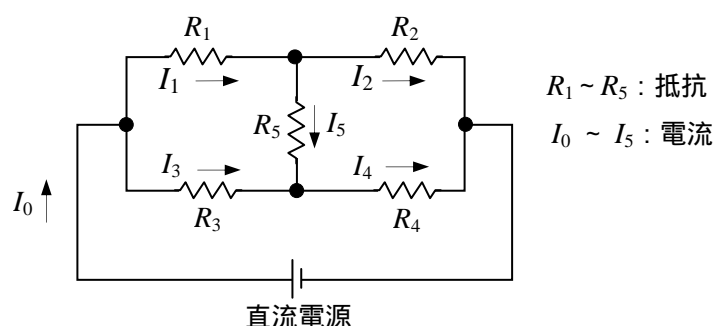 R1 R2
I1 I2
R5 I5
I3 I4
I0
R3 R4
直流電源
R1 ~ R5 : 抵抗
I0 ~ I5 : 電流